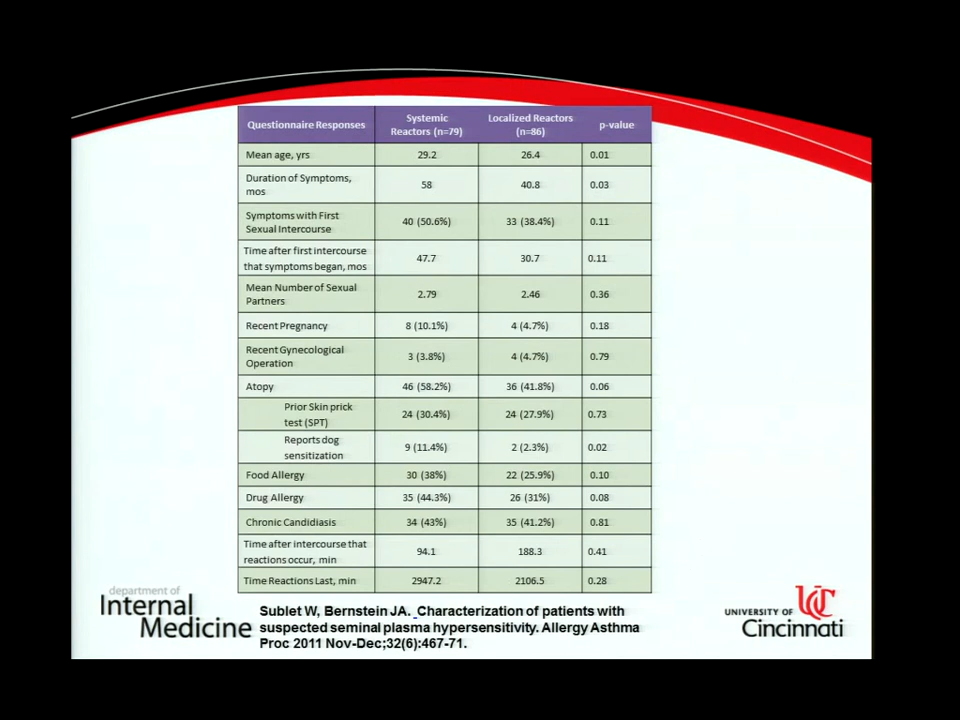 Questionnaire Responses Systemic Reactors (n=79) Localized Reactors (n=86) p-value
Mean age, yrs 29.2 26.4 0.01
Duration of Symptoms, mos 58 40.8 0.03
Symptoms with First Sexual Intercourse 40 (50.6%) 33 (38.4%) 0.11
Time after first intercourse that symptoms began, mos 47.7 30.7 0.11
Mean Number of Sexual Partners 2.79 2.46 0.36
Recent Pregnancy 8 (10.1%) 4 (4.7%) 0.18
Recent Gynecological Operation 3 (3.8%) 4 (4.7%) 0.79
Atopy 46 (58.2%) 36 (41.8%) 0.06
Prior Skin prick test (SPT) 24 (30.4%) 24 (27.9%) 0.73
Reports dog sensitization 9 (11.4%) 2 (2.3%) 0.02
Food Allergy 30 (38%) 22 (25.9%) 0.10
Drug Allergy 35 (44.3%) 26 (31%) 0.08
Chronic Candidiasis 34 (43%) 35 (41.2%) 0.81
Time after intercourse that reactions occur, min 94.1 188.3 0.41
Time Reactions Last, min 2947.2 2106.5 0.28
department of
Internal
Medicine
Sublet W, Bernstein JA. Characterization of patients with
suspected seminal plasma hypersensitivity. Allergy Asthma
Proc 2011 Nov-Dec;32(6):467-71.
UC
UNIVERSITY OF
Cincinnati